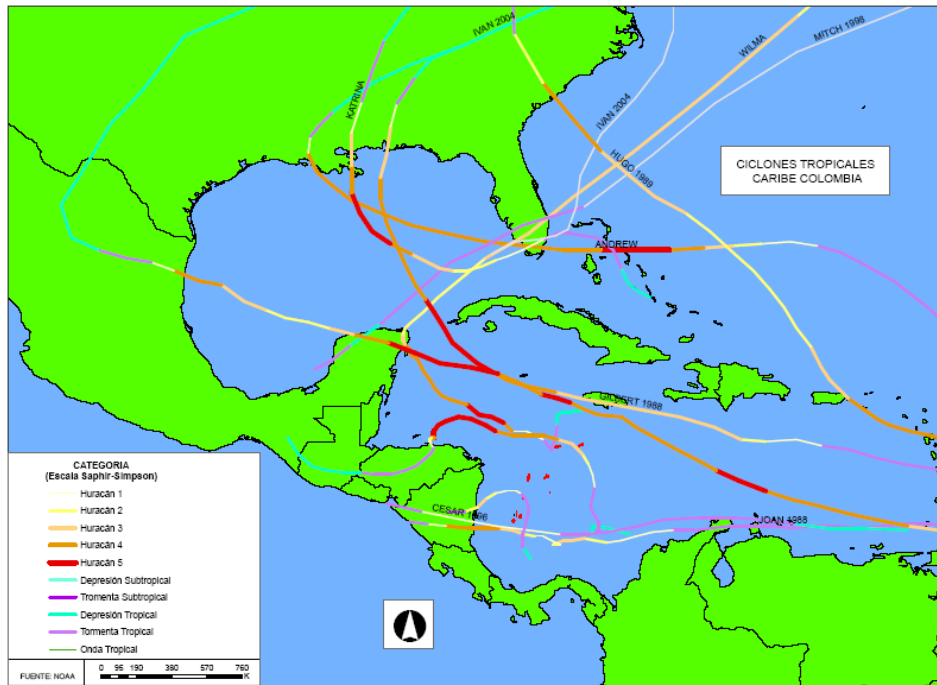 IVAN 2004
WILMA
MITCH 1998
KATRINA
IVAN 2004
HUGO 1989
CICLONES TROPICALES
CARIBE COLOMBIA
ANDREW
GILBERT 1988
CESAR 1996
JOAN 1988
CATEGORIA
(Escala Saphir-Simpson)
Huracán 1
Huracán 2
Huracán 3
Huracán 4
Huracán 5
Depresión Subtropical
Tromenta Subtropical
Depresión Tropical
Tormenta Tropical
Onda Tropical
FUENTE: NOAA
0 95 190 380 570 760
K